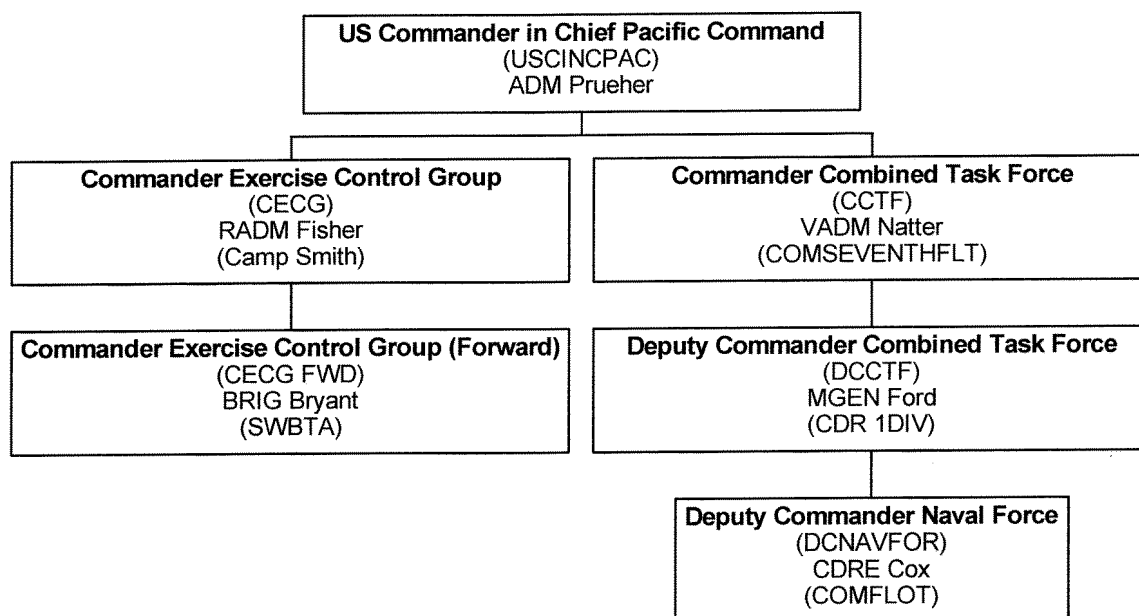 US Commander in Chief Pacific Command
(USCINCPAC)
ADM Prueher
Commander Exercise Control Group
(CECG)
RADM Fisher
(Camp Smith)
Commander Combined Task Force
(CCTF)
VADM Natter
(COMSEVENTHFLT)
Commander Exercise Control Group (Forward)
(CECG FWD)
BRIG Bryant
(SWBTA)
Deputy Commander Combined Task Force
(DCCTF)
MGEN Ford
(CDR 1DIV)
Deputy Commander Naval Force
(DCNAVFOR)
CDRE Cox
(COMFLOT)